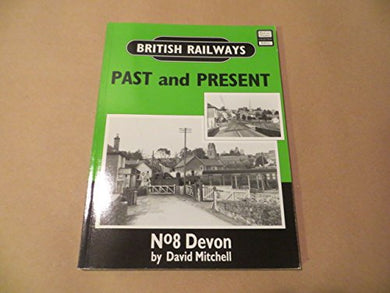 BRITISH RAILWAYS
PAST and PRESENT
No8 Devon
by David Mitchell